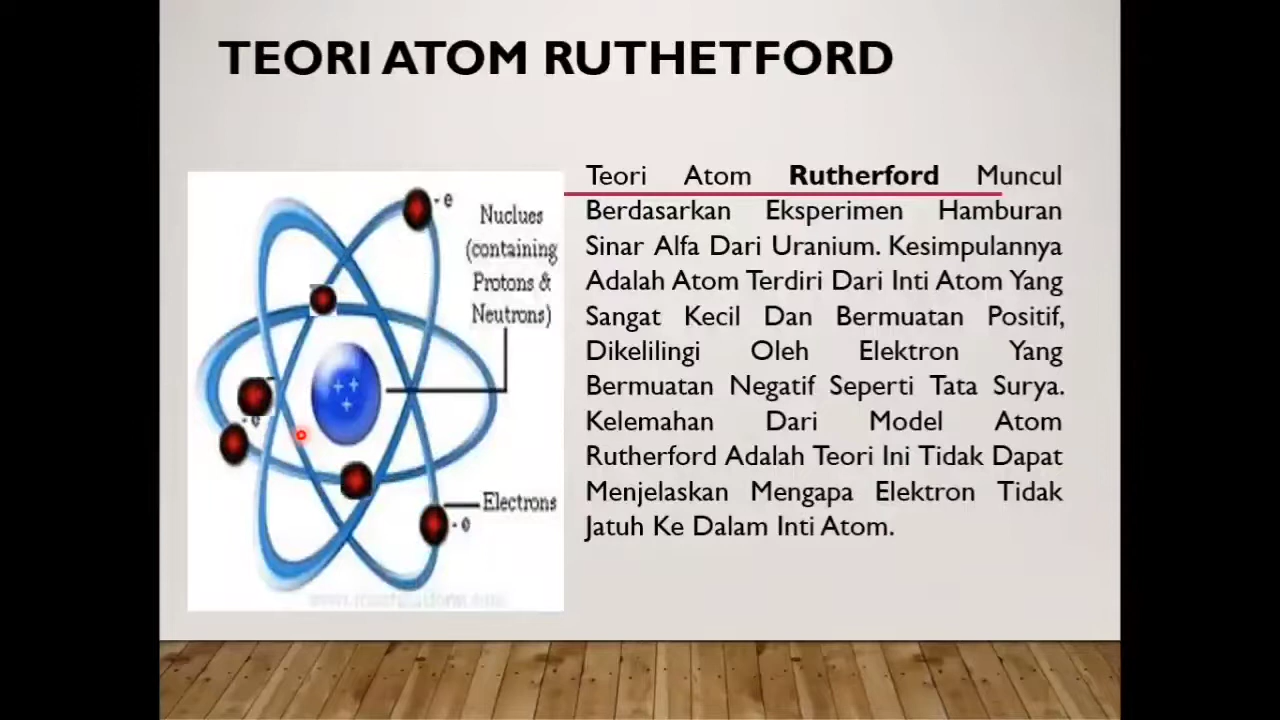 TEORI ATOM RUTHETFORD
- e
Nuclues
(containing
Protons &
Neutrons)
++
+
-
- e
Electrons
- e
Teori Atom Rutherford Muncul
Berdasarkan Eksperimen Hamburan
Sinar Alfa Dari Uranium. Kesimpulannya
Adalah Atom Terdiri Dari Inti Atom Yang
Sangat Kecil Dan Bermuatan Positif,
Dikelilingi Oleh Elektron Yang
Bermuatan Negatif Seperti Tata Surya.
Kelemahan Dari Model Atom
Rutherford Adalah Teori Ini Tidak Dapat
Menjelaskan Mengapa Elektron Tidak
Jatuh Ke Dalam Inti Atom.